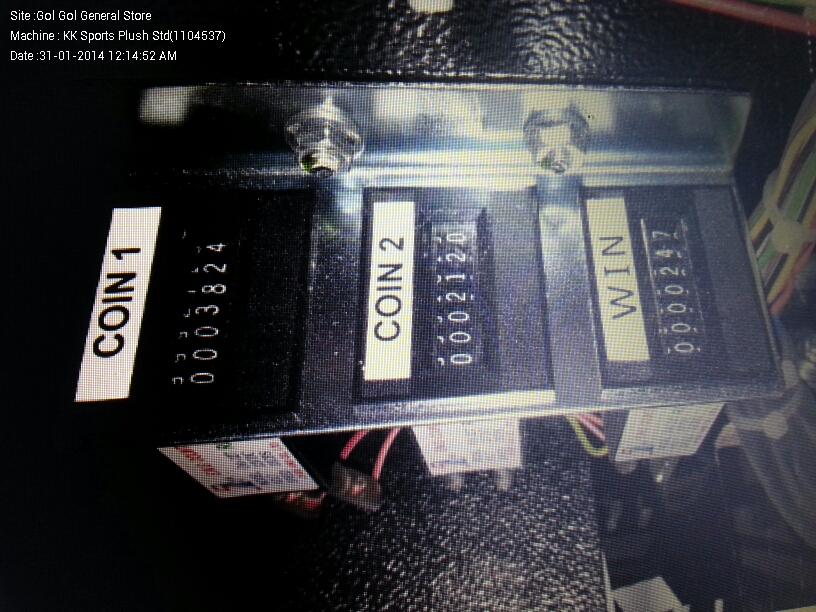 Site :Gol Gol General Store
Machine : KK Sports Plush Std(1104537)
Date :31-01-2014 12:14:52 AM
COIN 1
0003824
COIN 2
0002120
WIN
0000247